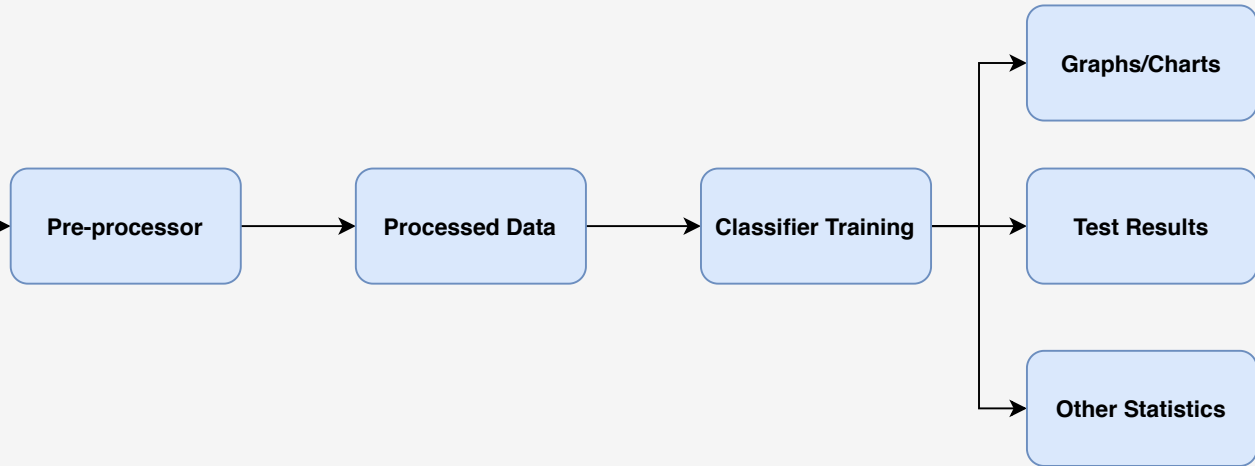 Graphs/Charts
Pre-processor
Processed Data
Classifier Training
Test Results
Other Statistics